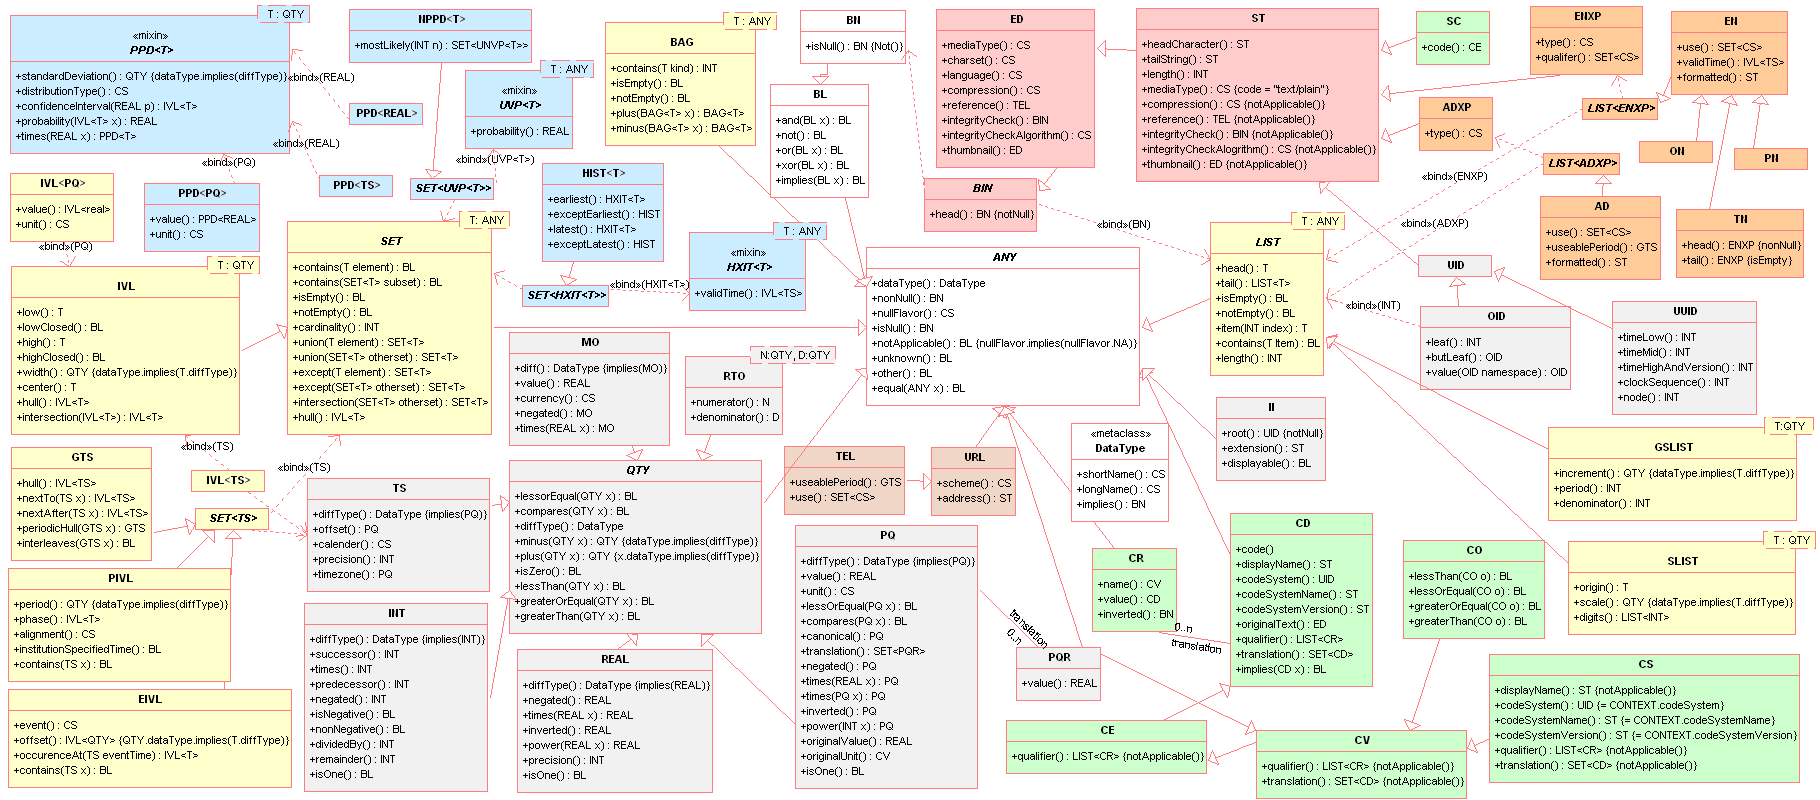 T : QTY
«mixin»
PPD<T>
+standardDeviation() : QTY {dataType.implies(diffType)}
+distributionType() : CS
+confidenceInterval(REAL p) : IVL<T>
+probability(IVL<T> x) : REAL
+times(REAL x) : PPD<T>
NPPD<T>
+mostLikely(INT n) : SET<UNVP<T>>
«bind»(REAL)
PPD<REAL>
«bind»(REAL)
PPD<TS>
«bind»(PQ)
PPD<PQ>
+value() : PPD<REAL>
+unit() : CS
T : ANY
«mixin»
UVP<T>
+probability() : REAL
«bind»(UVP<T>)
SET<UVP<T>>
T : ANY
BAG
+contains(T kind) : INT
+isEmpty() : BL
+notEmpty() : BL
+plus(BAG<T> x) : BAG<T>
+minus(BAG<T> x) : BAG<T>
BN
+isNull() : BN {Not()}
BL
+and(BL x) : BL
+not() : BL
+or(BL x) : BL
+xor(BL x) : BL
+implies(BL x) : BL
ED
+mediaType() : CS
+charset() : CS
+language() : CS
+compression() : CS
+reference() : TEL
+integrityCheck() : BIN
+integrityCheckAlgorithm() : CS
+thumbnail() : ED
BIN
+head() : BN {notNull}
«bind»(BN)
ST
+headCharacter() : ST
+tailString() : ST
+length() : INT
+mediaType() : CS {code = "text/plain"}
+compression() : CS {notApplicable()}
+reference() : TEL {notApplicable()}
+integrityCheck() : BIN {notApplicable()}
+integrityCheckAlogrithm() : CS {notApplicable()}
+thumbnail() : ED {notApplicable()}
SC
+code() : CE
ENXP
+type() : CS
+qualifer() : SET<CS>
EN
+use() : SET<CS>
+validTime() : IVL<TS>
+formatted() : ST
ADXP
+type() : CS
LIST<ENXP>
LIST<ADXP>
ON
PN
«bind»(ENXP)
«bind»(ADXP)
AD
+use() : SET<CS>
+useablePeriod() : GTS
+formatted() : ST
TN
+head() : ENXP {nonNull}
+tail() : ENXP {isEmpty}
IVL<PQ>
+value() : IVL<real>
+unit() : CS
«bind»(PQ)
T : QTY
IVL
+low() : T
+lowClosed() : BL
+high() : T
+highClosed() : BL
+width() : QTY {dataType.implies(T.diffType)}
+center() : T
+hull() : IVL<T>
+intersection(IVL<T>) : IVL<T>
T : ANY
SET
+contains(T element) : BL
+contains(SET<T> subset) : BL
+isEmpty() : BL
+notEmpty() : BL
+cardinality() : INT
+union(T element) : SET<T>
+union(SET<T> otherset) : SET<T>
+except(T element) : SET<T>
+except(SET<T> otherset) : SET<T>
+intersection(SET<T> otherset) : SET<T>
+hull() : IVL<T>
HIST<T>
+earliest() : HXIT<T>
+exceptEarliest() : HIST
+latest() : HXIT<T>
+exceptLatest() : HIST
SET<HXIT<T>>
«bind»(HXIT<T>)
T : ANY
«mixin»
HXIT<T>
+validTime() : IVL<TS>
ANY
+dataType() : DataType
+nonNull() : BN
+nullFlavor() : CS
+isNull() : BN
+notApplicable() : BL {nullFlavor.implies(nullFlavor.NA)}
+unknown() : BL
+other() : BL
+equal(ANY x) : BL
T : ANY
LIST
+head() : T
+tail() : LIST<T>
+isEmpty() : BL
+notEmpty() : BL
+item(INT index) : T
+contains(T Item) : BL
+length() : INT
«bind»(INT)
UID
OID
+leaf() : INT
+butLeaf() : OID
+value(OID namespace) : OID
UUID
+timeLow() : INT
+timeMid() : INT
+timeHighAndVersion() : INT
+clockSequence() : INT
+node() : INT
MO
+diff() : DataType {implies(MO)}
+value() : REAL
+currency() : CS
+negated() : MO
+times(REAL x) : MO
N:QTY, D:QTY
RTO
+numerator() : N
+denominator() : D
II
+root() : UID {notNull}
+extension() : ST
+displayable() : BL
«metaclass»
DataType
+shortName() : CS
+longName() : CS
+implies() : BN
T:QTY
GSLIST
+increment() : QTY {dataType.implies(T.diffType)}
+period() : INT
+denominator() : INT
T : QTY
SLIST
+origin() : T
+scale() : QTY {dataType.implies(T.diffType)}
+digits() : LIST<INT>
«bind»(TS)
GTS
+hull() : IVL<TS>
+nextTo(TS x) : IVL<TS>
+nextAfter(TS x) : IVL<TS>
+periodicHull(GTS x) : GTS
+interleaves(GTS x) : BL
IVL<TS>
«bind»(TS)
SET<TS>
TS
+diffType() : DataType {implies(PQ)}
+offset() : PQ
+calender() : CS
+precision() : INT
+timezone() : PQ
QTY
+lessorEqual(QTY x) : BL
+compares(QTY x) : BL
+diffType() : DataType
+minus(QTY x) : QTY {dataType.implies(diffType)}
+plus(QTY x) : QTY {x.dataType.implies(diffType)}
+isZero() : BL
+lessThan(QTY x) : BL
+greaterOrEqual(QTY x) : BL
+greaterThan(QTY x) : BL
TEL
+useablePeriod() : GTS
+use() : SET<CS>
URL
+scheme() : CS
+address() : ST
PIVL
+period() : QTY {dataType.implies(diffType)}
+phase() : IVL<T>
+alignment() : CS
+institutionSpecifiedTime() : BL
+contains(TS x) : BL
EIVL
+event() : CS
+offset() : IVL<QTY> {QTY.dataType.implies(T.diffType)}
+occurenceAt(TS eventTime) : IVL<T>
+contains(TS x) : BL
INT
+diffType() : DataType {implies(INT)}
+successor() : INT
+times() : INT
+predecessor() : INT
+negated() : INT
+isNegative() : BL
+nonNegative() : BL
+dividedBy() : INT
+remainder() : INT
+isOne() : BL
REAL
+diffType() : DataType {implies(REAL)}
+negated() : REAL
+times(REAL x) : REAL
+inverted() : REAL
+power(REAL x) : REAL
+precision() : INT
+isOne() : BL
PQ
+diffType() : DataType {implies(PQ)}
+value() : REAL
+unit() : CS
+lessOrEqual(PQ x) : BL
+compares(PQ x) : BL
+canonical() : PQ
+translation() : SET<PQR>
+negated() : PQ
+times(REAL x) : PQ
+times(PQ x) : PQ
+inverted() : PQ
+power(INT x) : PQ
+originalValue() : REAL
+originalUnit() : CV
+isOne() : BL
translation
0..n
PQR
+value() : REAL
CR
+name() : CV
+value() : CD
+inverted() : BN
0..n
translation
CD
+code()
+displayName() : ST
+codeSystem() : UID
+codeSystemName() : ST
+codeSystemVersion() : ST
+originalText() : ED
+qualifier() : LIST<CR>
+translation() : SET<CD>
+implies(CD x) : BL
CO
+lessThan(CO o) : BL
+lessOrEqual(CO o) : BL
+greaterOrEqual(CO o) : BL
+greaterThan(CO o) : BL
CE
+qualifier() : LIST<CR> {notApplicable()}
CV
+qualifier() : LIST<CR> {notApplicable()}
+translation() : SET<CD> {notApplicable()}
CS
+displayName() : ST {notApplicable()}
+codeSystem() : UID {= CONTEXT.codeSystem}
+codeSystemName() : ST {= CONTEXT.codeSystemName}
+codeSystemVersion() : ST {= CONTEXT.codeSystemVersion}
+qualifier() : LIST<CR> {notApplicable()}
+translation() : SET<CD> {notApplicable()}